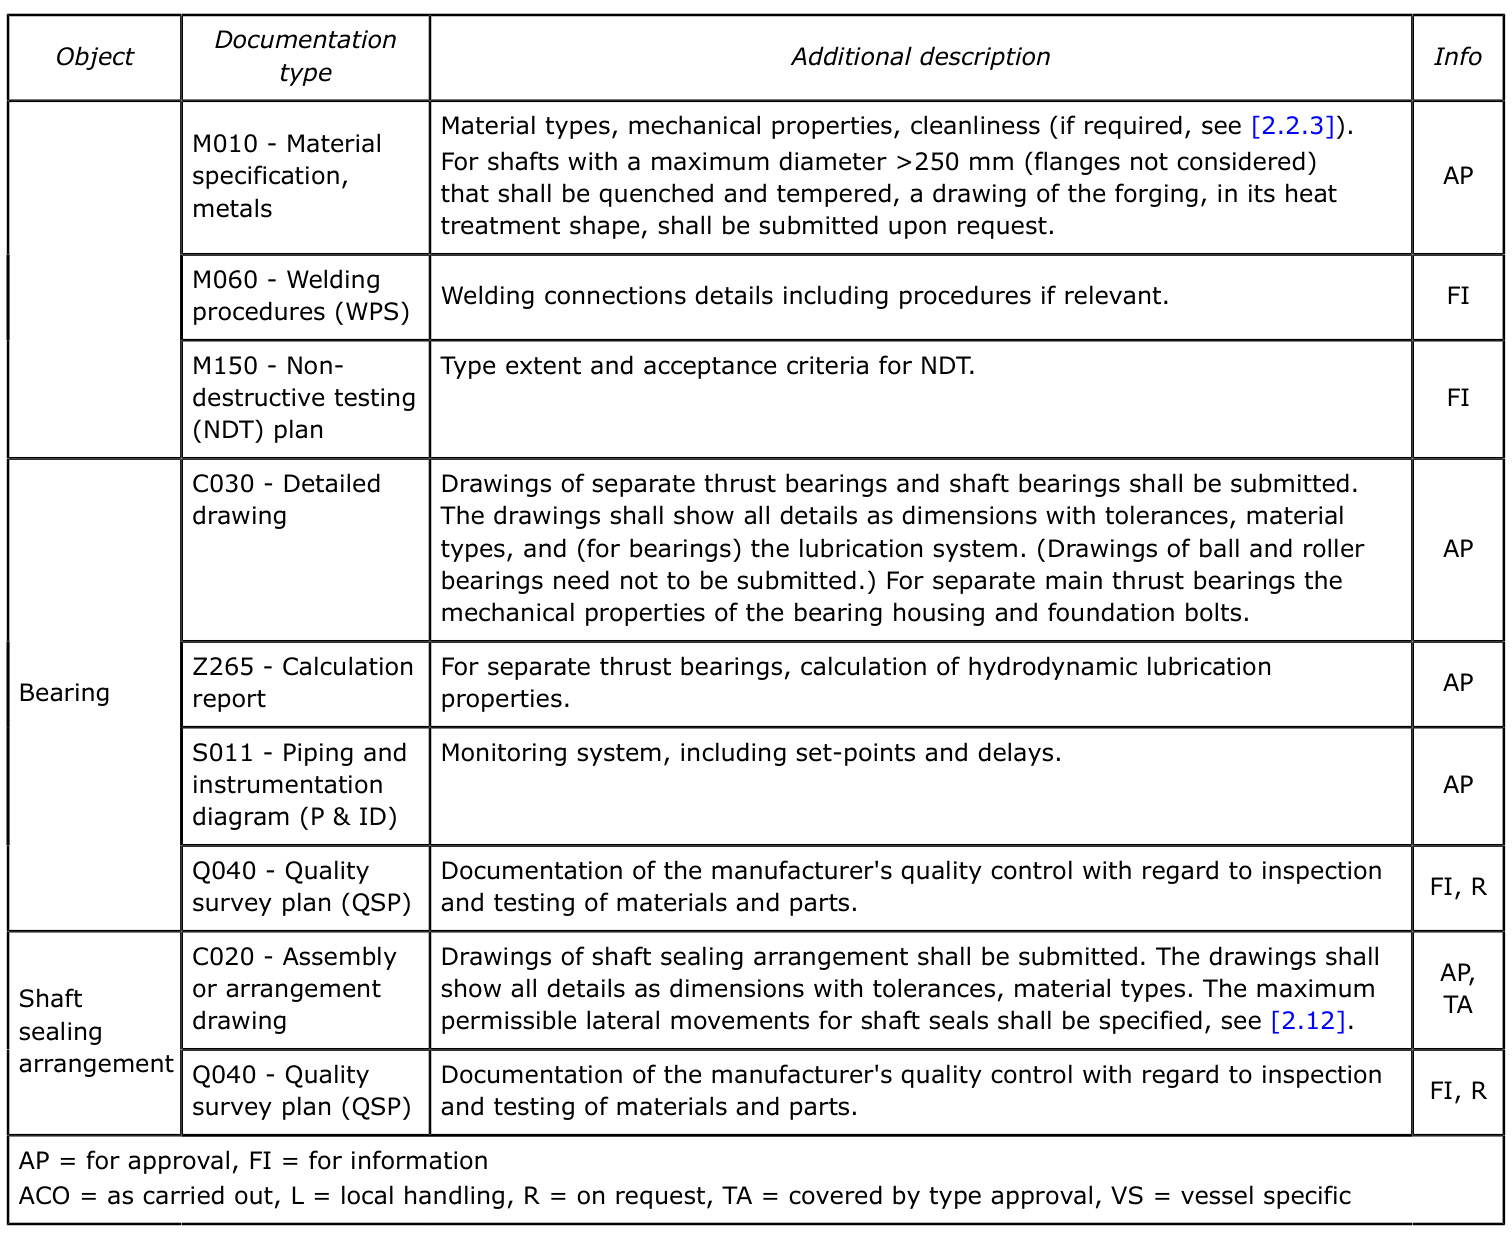 Object
Documentation
type
Additional description
Info
M010 - Material
specification,
metals
Material types, mechanical properties, cleanliness (if required, see [2.2.3]).
For shafts with a maximum diameter >250 mm (flanges not considered)
that shall be quenched and tempered, a drawing of the forging, in its heat
treatment shape, shall be submitted upon request.
AP
M060 - Welding
procedures (WPS)
Welding connections details including procedures if relevant.
FI
M150 - Non-
destructive testing
(NDT) plan
Type extent and acceptance criteria for NDT.
FI
Bearing
C030 - Detailed
drawing
Drawings of separate thrust bearings and shaft bearings shall be submitted.
The drawings shall show all details as dimensions with tolerances, material
types, and (for bearings) the lubrication system. (Drawings of ball and roller
bearings need not to be submitted.) For separate main thrust bearings the
mechanical properties of the bearing housing and foundation bolts.
AP
Z265 - Calculation
report
For separate thrust bearings, calculation of hydrodynamic lubrication
properties.
AP
S011 - Piping and
instrumentation
diagram (P & ID)
Monitoring system, including set-points and delays.
AP
Q040 - Quality
survey plan (QSP)
Documentation of the manufacturer's quality control with regard to inspection
and testing of materials and parts.
FI, R
Shaft
sealing
arrangement
C020 - Assembly
or arrangement
drawing
Drawings of shaft sealing arrangement shall be submitted. The drawings shall
show all details as dimensions with tolerances, material types. The maximum
permissible lateral movements for shaft seals shall be specified, see [2.12].
AP,
TA
Q040 - Quality
survey plan (QSP)
Documentation of the manufacturer's quality control with regard to inspection
and testing of materials and parts.
FI, R
AP = for approval, FI = for information
ACO = as carried out, L = local handling, R = on request, TA = covered by type approval, VS = vessel specific